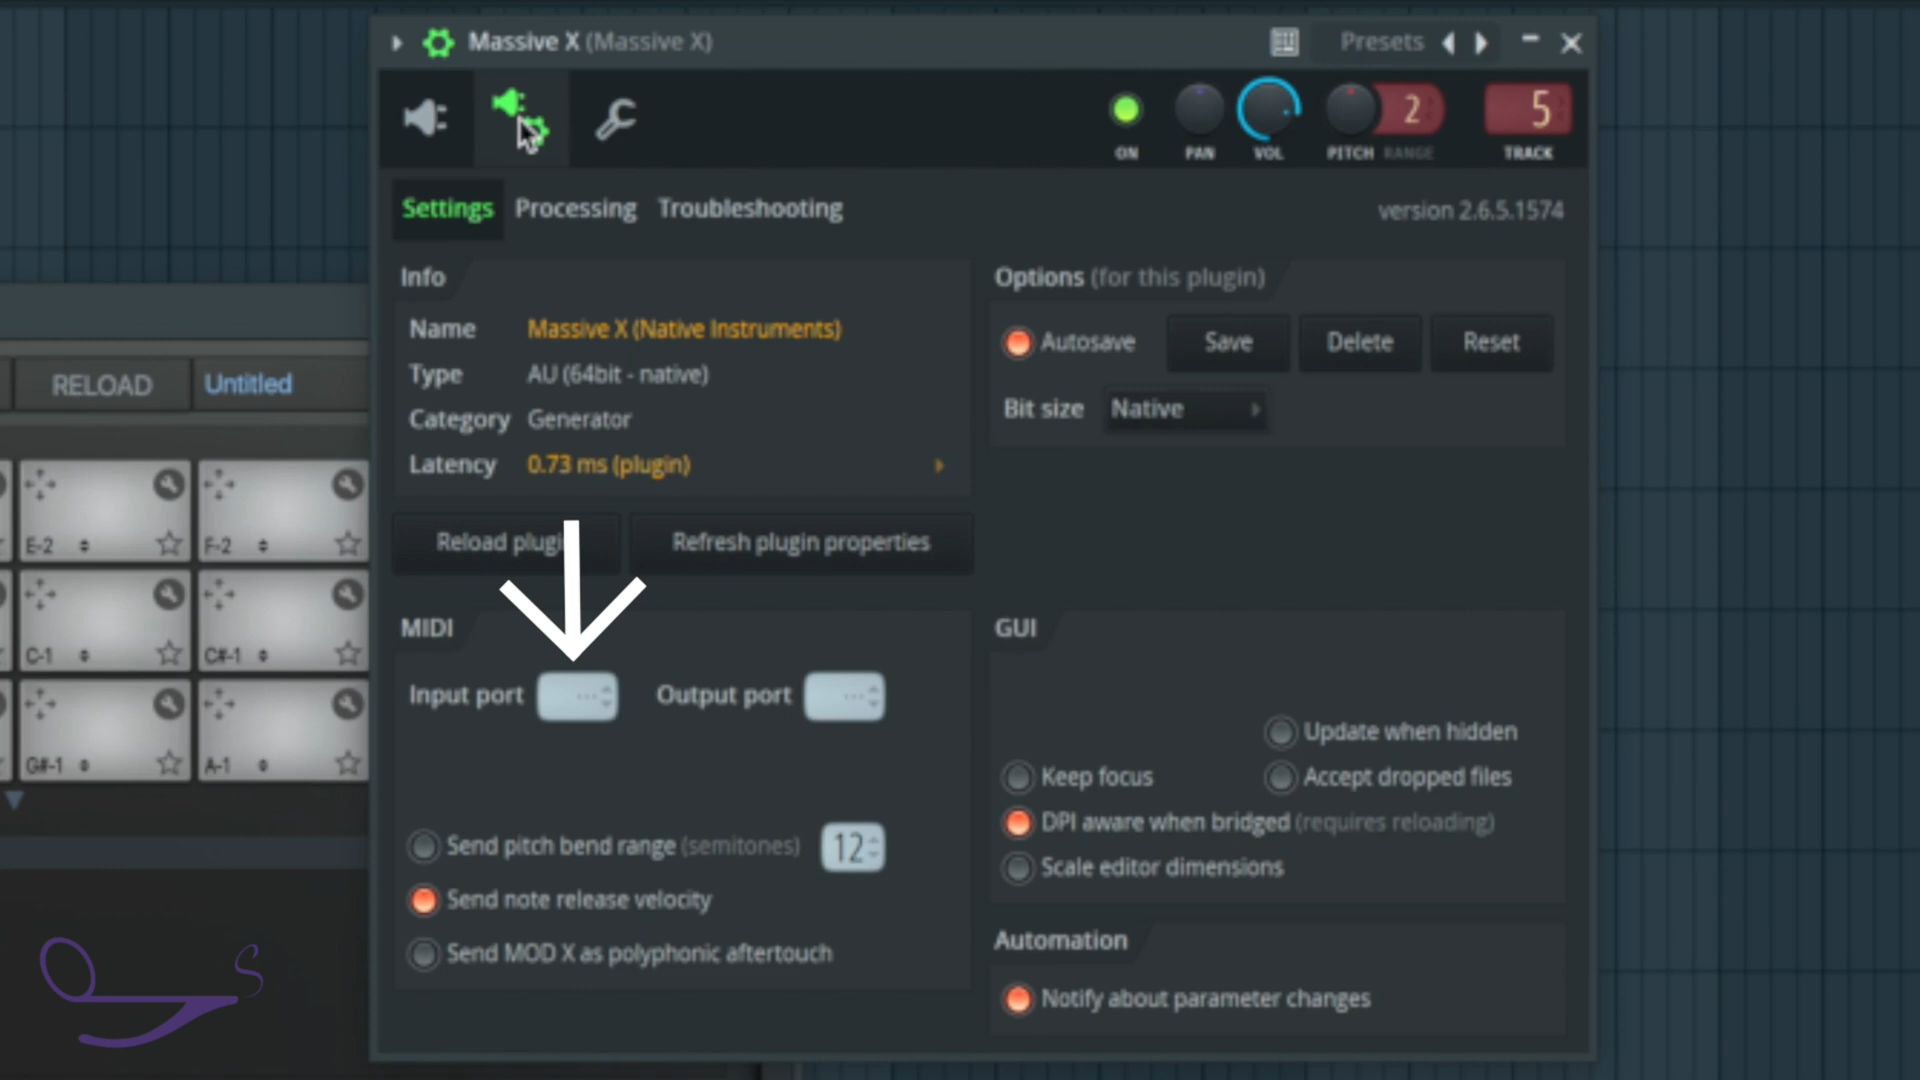 Massive X (Massive X)
Presets
2
5
ON
PAN
VOL
PITCH
RANGE
TRACK
Settings
Processing
Troubleshooting
version 2.6.5.1574
Info
Name
Massive X (Native Instruments)
Type
AU (64bit - native)
Category
Generator
Latency
0.73 ms (plugin)
Options (for this plugin)
Autosave
Save
Delete
Reset
Bit size
Native
RELOAD
Untitled
E-2
F-2
C-1
C#-1
G#-1
A-1
Reload plugin
Refresh plugin properties
MIDI
Input port
---
Output port
---
Send pitch bend range (semitones)
12
Send note release velocity
Send MOD X as polyphonic aftertouch
GUI
Update when hidden
Keep focus
Accept dropped files
DPI aware when bridged (requires reloading)
Scale editor dimensions
Automation
Notify about parameter changes